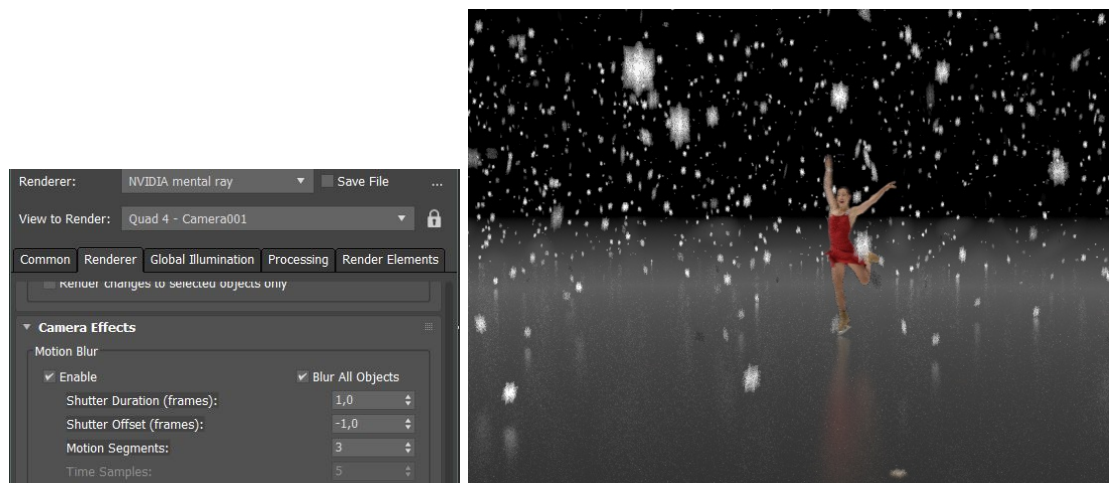 Renderer: NVIDIA mental ray Save File ...
View to Render: Quad 4 - Camera001
Common Renderer Global Illumination Processing Render Elements
Render changes to selected objects only
Camera Effects
Motion Blur
Enable Blur All Objects
Shutter Duration (frames): 1,0
Shutter Offset (frames): -1,0
Motion Segments: 3
Time Samples: 5